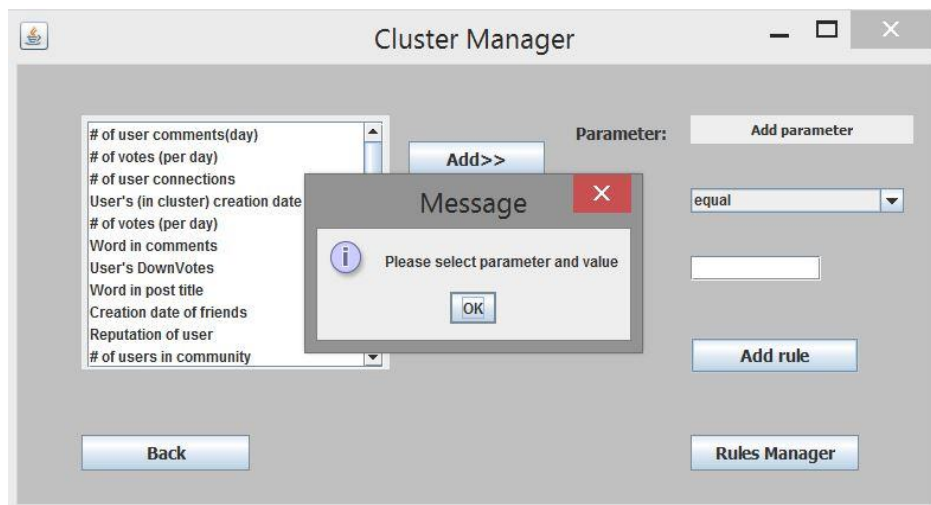 Cluster Manager
# of user comments(day)
# of votes (per day)
# of user connections
User's (in cluster) creation date
# of votes (per day)
Word in comments
User's DownVotes
Word in post title
Creation date of friends
Reputation of user
# of users in community
Add>>
Parameter:
Add parameter
equal
Message
Please select parameter and value
OK
Add rule
Back
Rules Manager